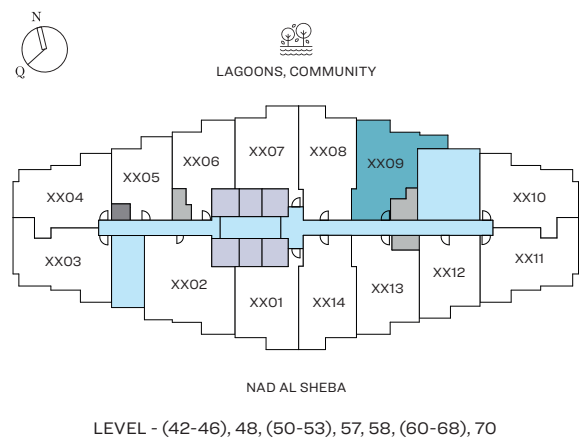 N
Q
LAGOONS, COMMUNITY
XX07
XX08
XX06
XX09
XX05
XX04
XX10
XX03
XX11
XX12
XX02
XX13
XX01
XX14
NAD AL SHEBA
LEVEL - (42-46), 48, (50-53), 57, 58, (60-68), 70